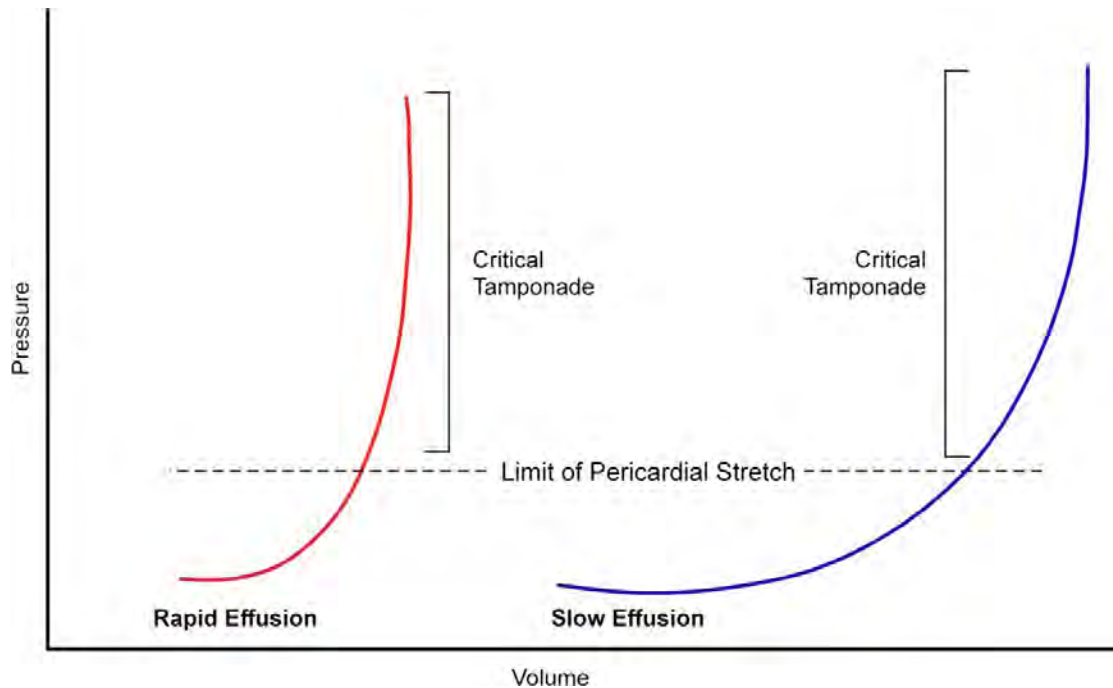 Critical
Tamponade
Critical
Tamponade
Pressure
Limit of Pericardial Stretch
Rapid Effusion
Slow Effusion
Volume